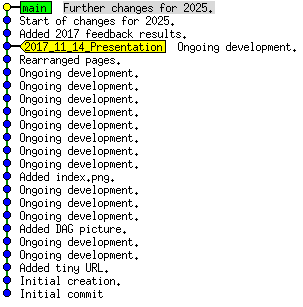 main Further changes for 2025.
Start of changes for 2025.
Added 2017 feedback results.
2017_11_14_Presentation Ongoing development.
Rearranged pages.
Ongoing development.
Ongoing development.
Ongoing development.
Ongoing development.
Ongoing development.
Ongoing development.
Ongoing development.
Ongoing development.
Added index.png.
Ongoing development.
Ongoing development.
Ongoing development.
Added DAG picture.
Ongoing development.
Ongoing development.
Added tiny URL.
Initial creation.
Initial commit